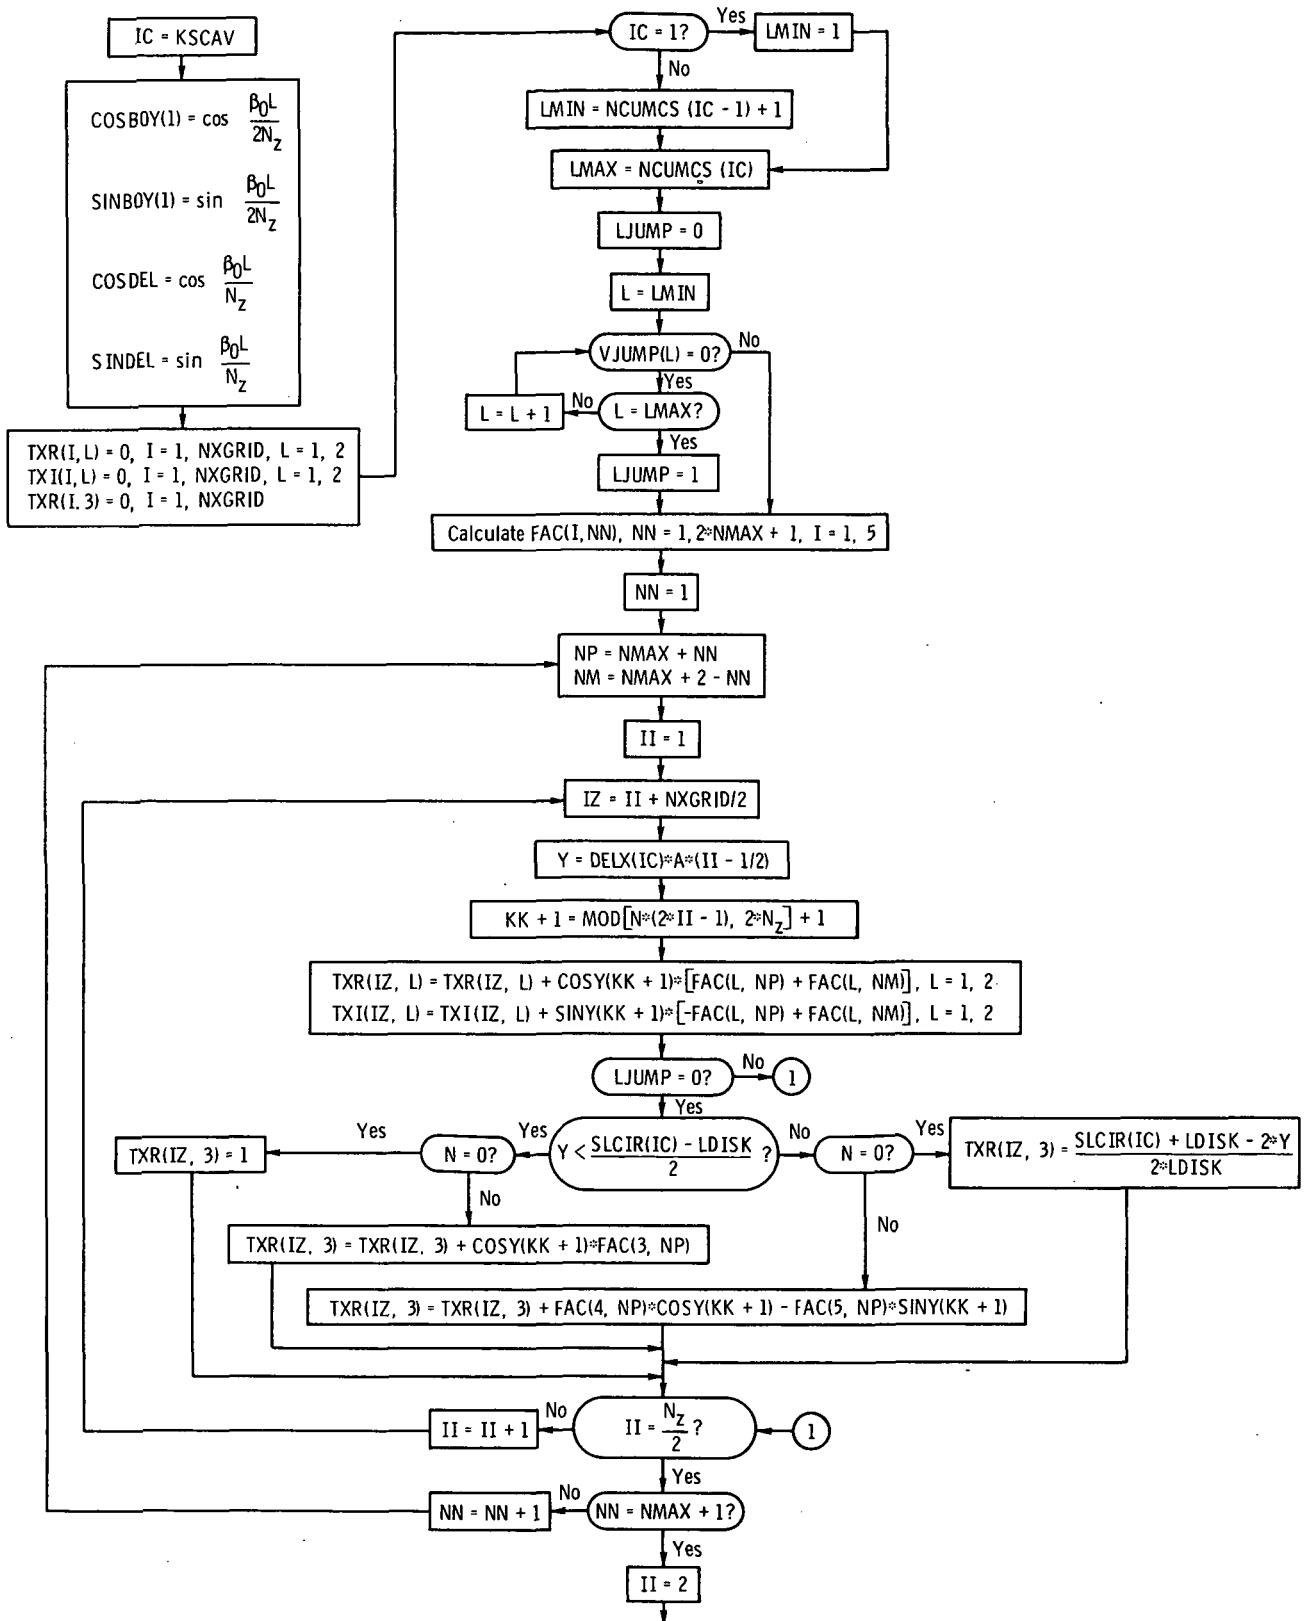 IC = KSCAV
COSBOY(1) = cos β₀L / 2N_Z
SINBOY(1) = sin β₀L / 2N_Z
COSDEL = cos β₀L / N_Z
SINDEL = sin β₀L / N_Z
TXR(I, L) = 0, I = 1, NXGRID, L = 1, 2
TXI(I, L) = 0, I = 1, NXGRID, L = 1, 2
TXR(I. 3) = 0, I = 1, NXGRID
IC = 1?
Yes
LMIN = 1
No
LMIN = NCUMCS (IC - 1) + 1
LMAX = NCUMCS (IC)
LJUMP = 0
L = LMIN
VJUMP(L) = 0?
No
Yes
L = L + 1
No
L = LMAX?
Yes
LJUMP = 1
Calculate FAC(I, NN), NN = 1, 2*NMAX + 1, I = 1, 5
NN = 1
NP = NMAX + NN
NM = NMAX + 2 - NN
II = 1
IZ = II + NXGRID/2
Y = DELX(IC)*A*(II - 1/2)
KK + 1 = MOD[N*(2*II - 1), 2*N_Z] + 1
TXR(IZ, L) = TXR(IZ, L) + COSY(KK + 1)*[FAC(L, NP) + FAC(L, NM)], L = 1, 2
TXI(IZ, L) = TXI(IZ, L) + SINY(KK + 1)*[-FAC(L, NP) + FAC(L, NM)], L = 1, 2
LJUMP = 0?
No
1
Yes
TXR(IZ, 3) = 1
Yes
N = 0?
Yes
Y < SLCIR(IC) - LDISK / 2 ?
No
N = 0?
Yes
TXR(IZ, 3) = SLCIR(IC) + LDISK - 2*Y / 2*LDISK
No
No
TXR(IZ, 3) = TXR(IZ, 3) + COSY(KK + 1)*FAC(3, NP)
TXR(IZ, 3) = TXR(IZ, 3) + FAC(4, NP)*COSY(KK + 1) - FAC(5, NP)*SINY(KK + 1)
II = II + 1
No
II = N_Z / 2 ?
1
Yes
NN = NN + 1
No
NN = NMAX + 1?
Yes
II = 2